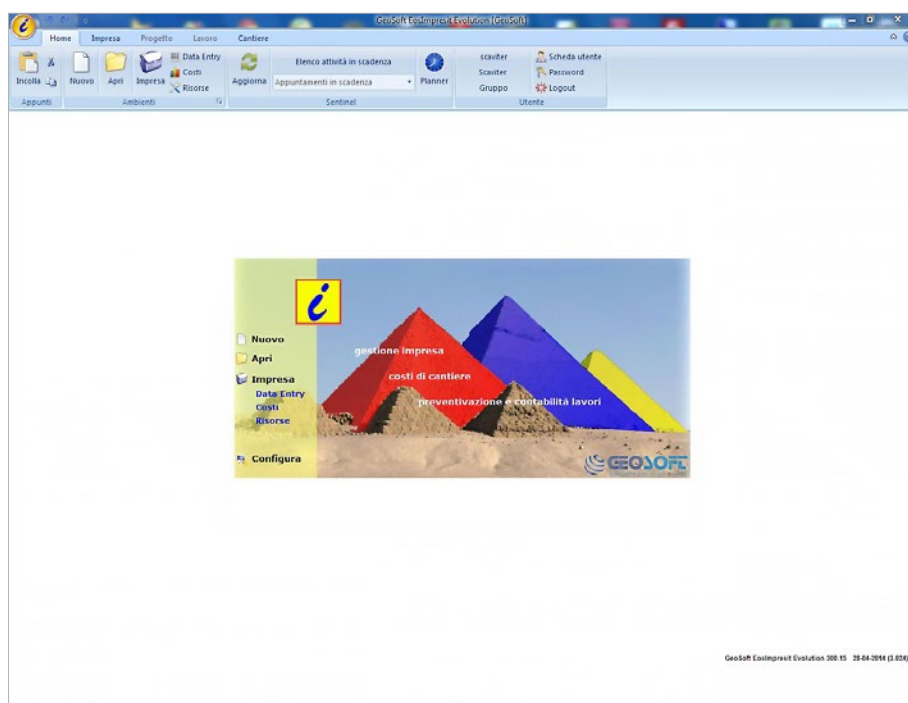 GeoSoft EosImpresit Evolution [GeoSoft]
Home Impresa Progetto Lavoro Cantiere
Incolla
Nuovo
Apri
Impresa
Data Entry
Costi
Risorse
Aggiorna
Elenco attività in scadenza
Appuntamenti in scadenza
Planner
scaviter
Scaviter
Gruppo
Scheda utente
Password
Logout
Appunti
Ambienti
Sentinel
Utente
i
Nuovo
Apri
Impresa
Data Entry
Costi
Risorse
Configura
gestione impresa
costi di cantiere
preventivazione e contabilità lavori
GEOSOFT
GeoSoft EosImpresit Evolution 300.15 28-04-2014 (3.024)